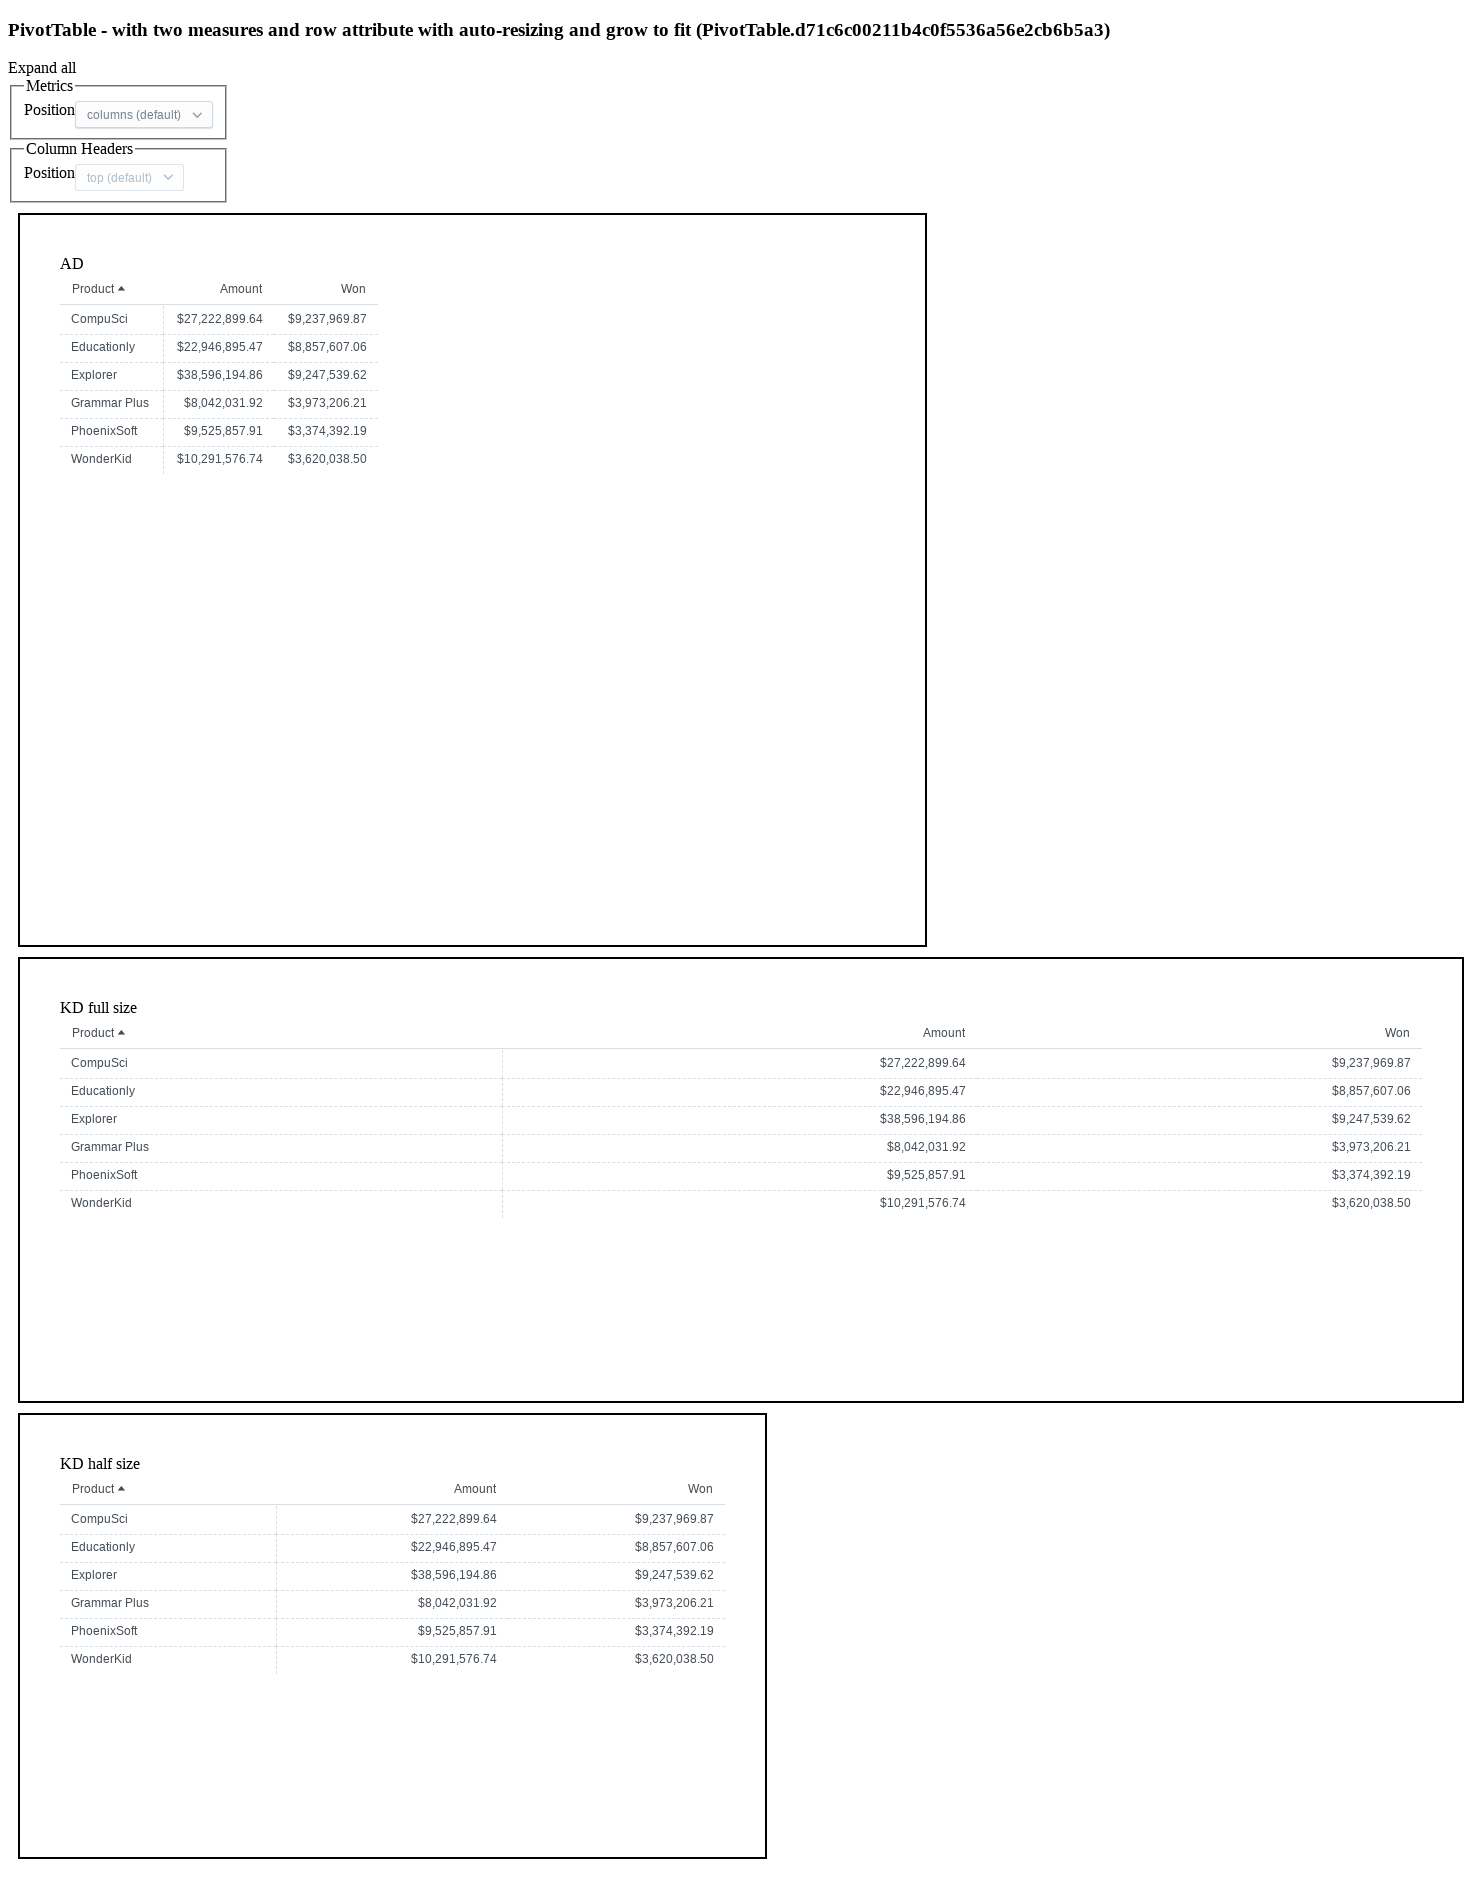 PivotTable - with two measures and row attribute with auto-resizing and grow to fit (PivotTable.d71c6c00211b4c0f5536a56e2cb6b5a3)
Expand all
Metrics
Position columns (default)
Column Headers
Position top (default)
AD
Product Amount Won
CompuSci $27,222,899.64 $9,237,969.87
Educationly $22,946,895.47 $8,857,607.06
Explorer $38,596,194.86 $9,247,539.62
Grammar Plus $8,042,031.92 $3,973,206.21
PhoenixSoft $9,525,857.91 $3,374,392.19
WonderKid $10,291,576.74 $3,620,038.50
KD full size
Product Amount Won
CompuSci $27,222,899.64 $9,237,969.87
Educationly $22,946,895.47 $8,857,607.06
Explorer $38,596,194.86 $9,247,539.62
Grammar Plus $8,042,031.92 $3,973,206.21
PhoenixSoft $9,525,857.91 $3,374,392.19
WonderKid $10,291,576.74 $3,620,038.50
KD half size
Product Amount Won
CompuSci $27,222,899.64 $9,237,969.87
Educationly $22,946,895.47 $8,857,607.06
Explorer $38,596,194.86 $9,247,539.62
Grammar Plus $8,042,031.92 $3,973,206.21
PhoenixSoft $9,525,857.91 $3,374,392.19
WonderKid $10,291,576.74 $3,620,038.50